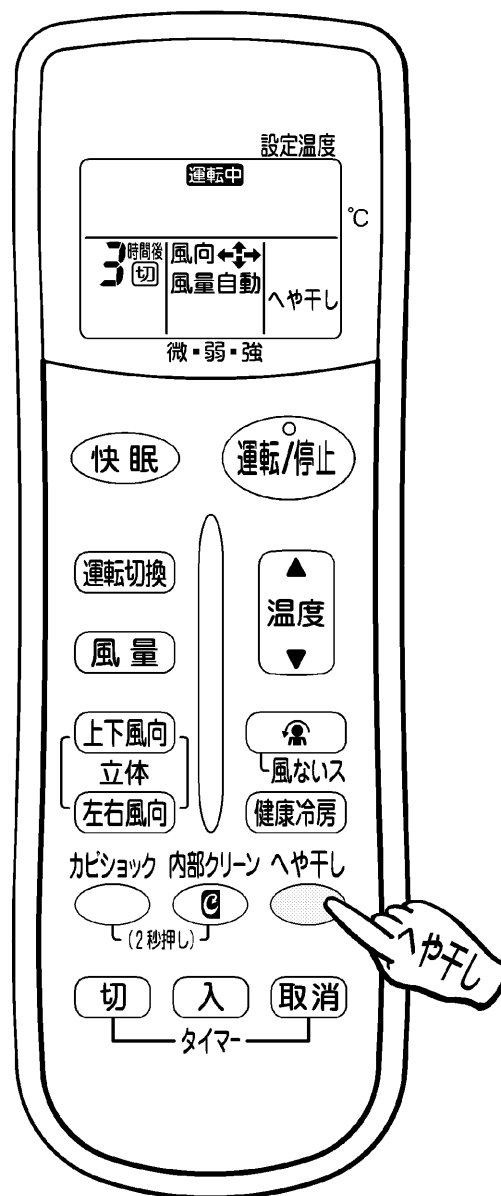 設定温度
運転中
℃
3時間後 切
風向
風量自動
へや干し
微・弱・強
快眠
運転/停止
運転切換
▲
温度
▼
風量
上下風向
立体
左右風向
風ないス
健康冷房
カビショック 内部クリーン へや干し
(2秒押し)
へや干し
切 入 取消
タイマー